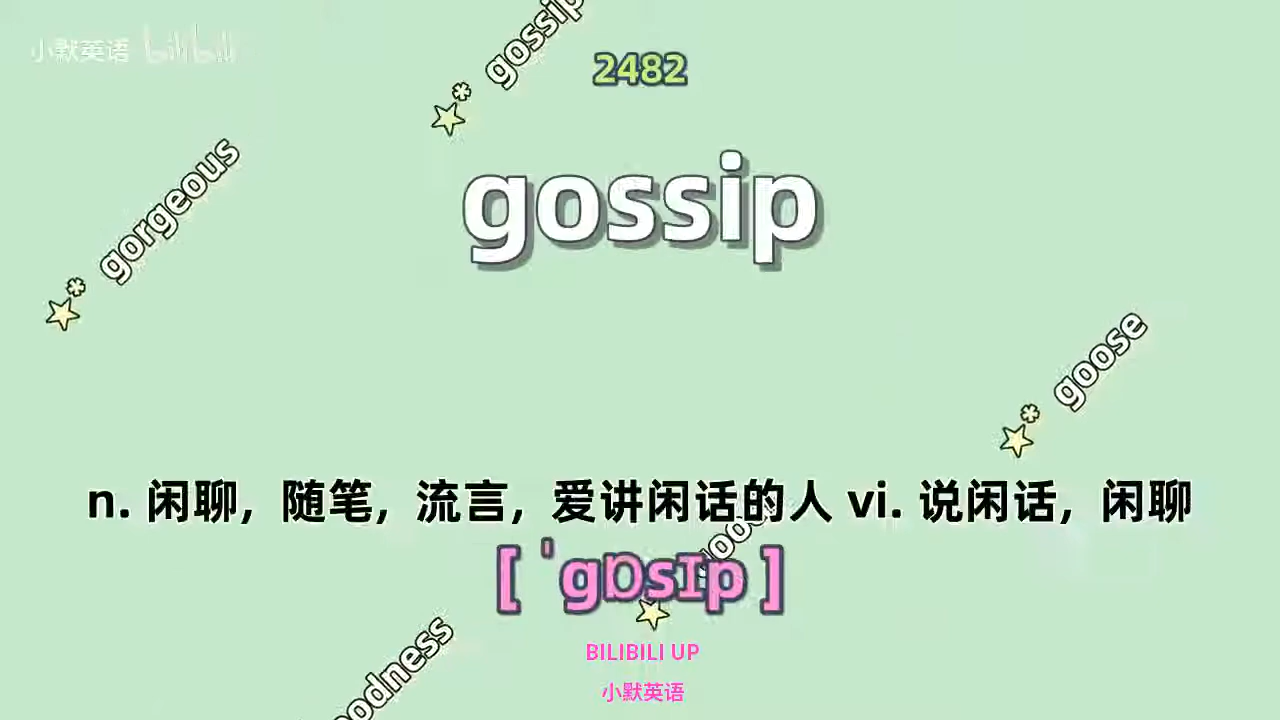 小默英语 bilibili
gossip
2482
gorgeous
gossip
goose
n. 闲聊, 随笔, 流言, 爱讲闲话的人 vi. 说闲话, 闲聊
[ ˈgɒsɪp ]
BILIBILI UP
小默英语